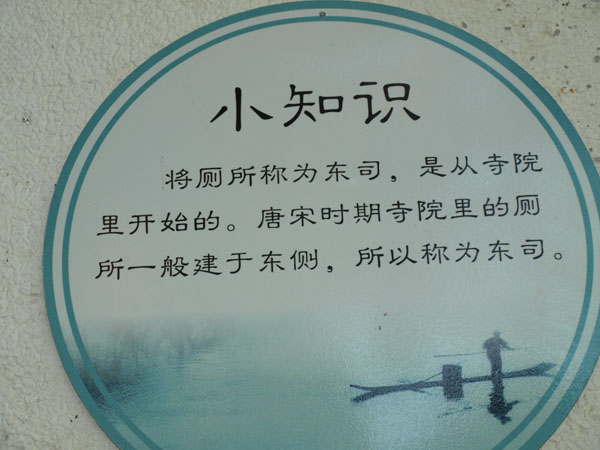 小知识
将厕所称为东司，是从寺院
里开始的。唐宋时期寺院里的厕
所一般建于东侧，所以称为东司。